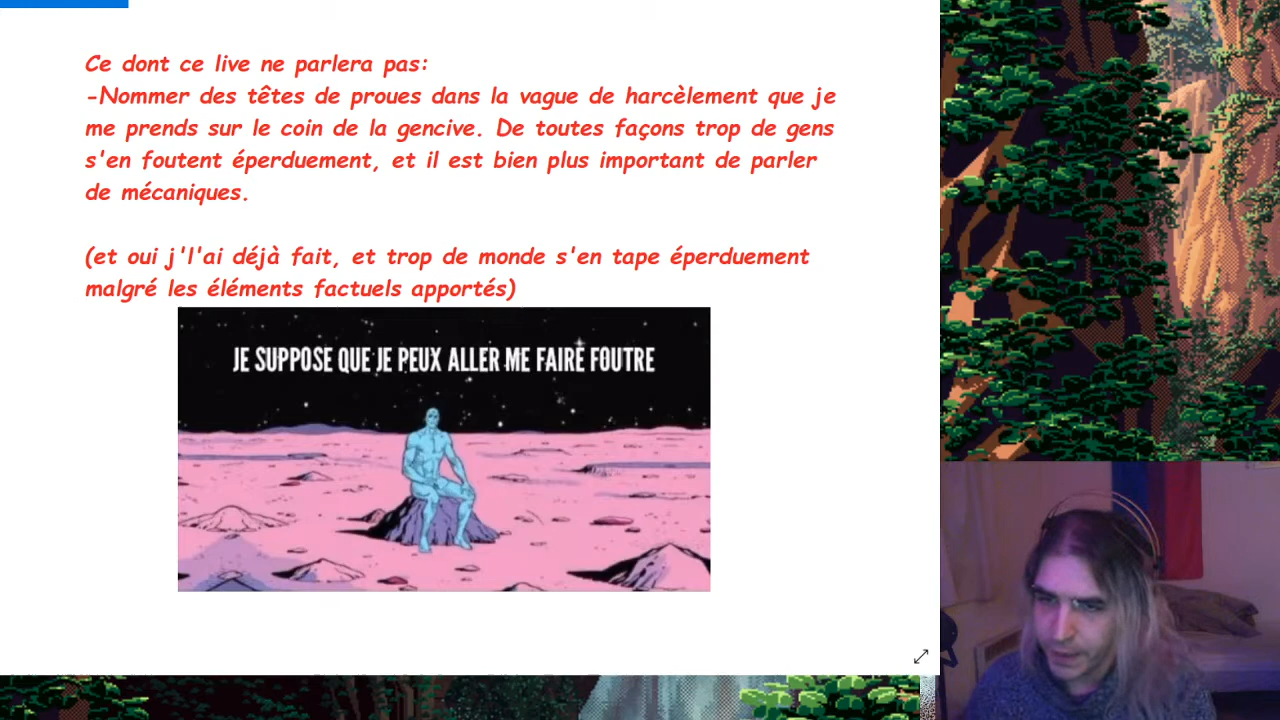 Ce dont ce live ne parlera pas:
-Nommer des têtes de proues dans la vague de harcèlement que je
me prends sur le coin de la gencive. De toutes façons trop de gens
s'en foutent éperduement, et il est bien plus important de parler
de mécaniques.
(et oui j'l'ai déjà fait, et trop de monde s'en tape éperduement
malgré les éléments factuels apportés)
JE SUPPOSE QUE JE PEUX ALLER ME FAIRE FOUTRE